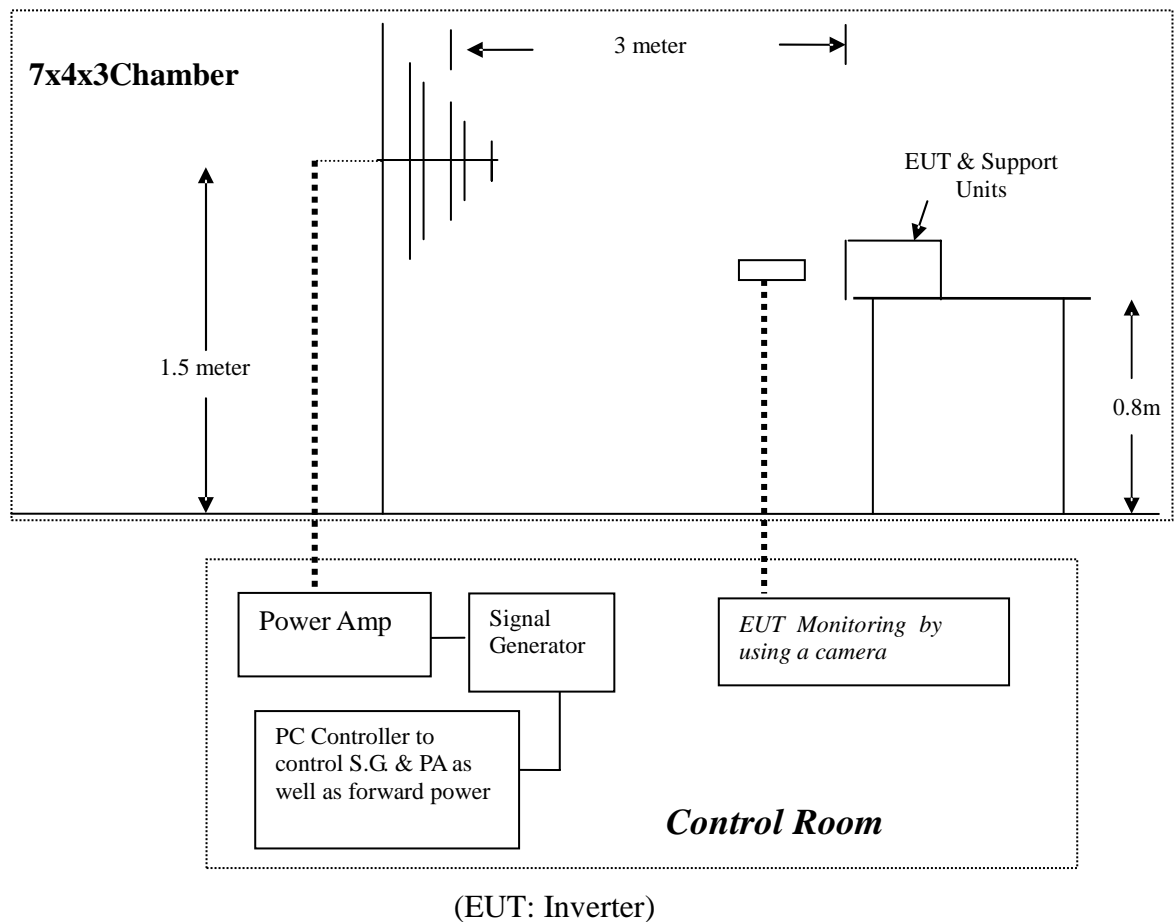 3 meter
7x4x3Chamber
EUT & Support
Units
1.5 meter
0.8m
Power Amp
Signal
Generator
EUT Monitoring by
using a camera
PC Controller to
control S.G. & PA as
well as forward power
Control Room
(EUT: Inverter)